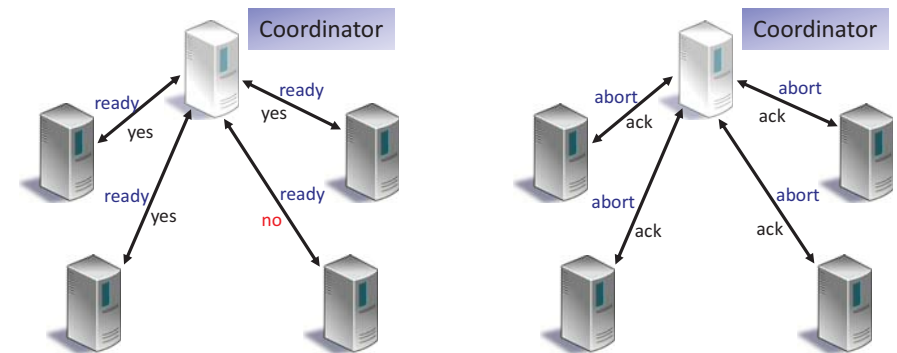 Coordinator
ready
yes
ready
yes
ready
yes
ready
no
Coordinator
abort
ack
abort
ack
abort
ack
abort
ack